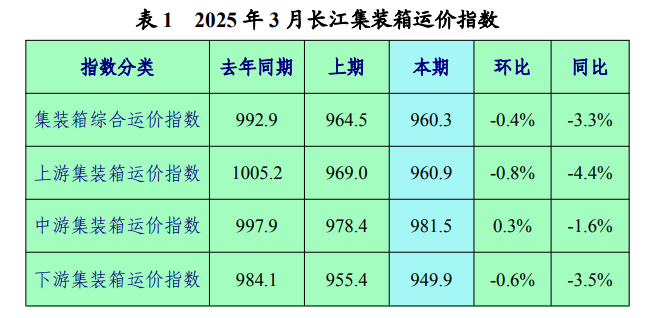 表 1 2025 年 3 月长江集装箱运价指数
指数分类 去年同期 上期 本期 环比 同比
集装箱综合运价指数 992.9 964.5 960.3 -0.4% -3.3%
上游集装箱运价指数 1005.2 969.0 960.9 -0.8% -4.4%
中游集装箱运价指数 997.9 978.4 981.5 0.3% -1.6%
下游集装箱运价指数 984.1 955.4 949.9 -0.6% -3.5%